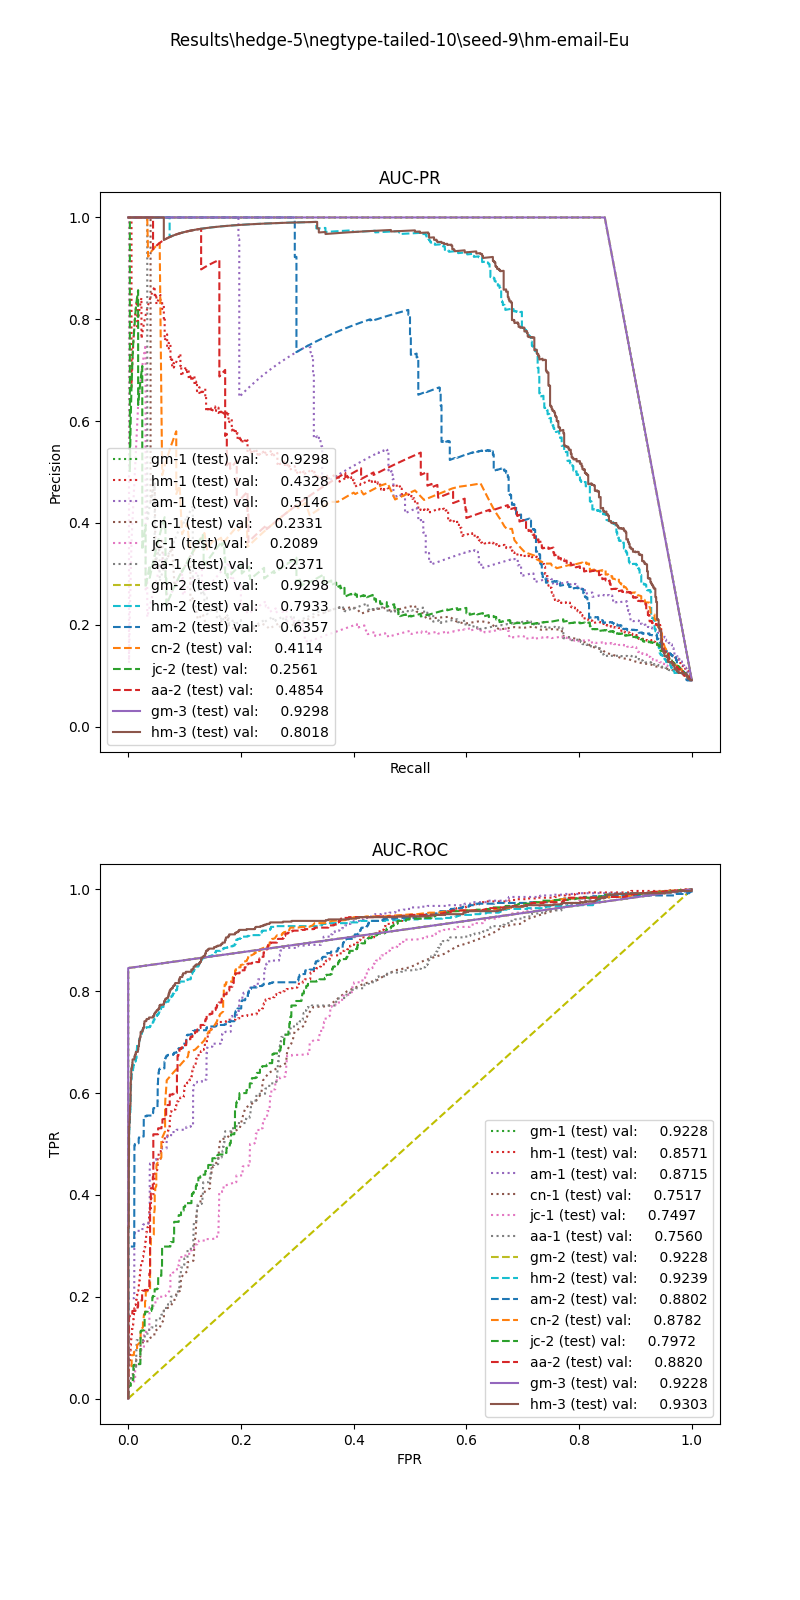 Results\hedge-5\negtype-tailed-10\seed-9\hm-email-Eu
AUC-PR
1.0
0.8
0.6
0.4
0.2
0.0
Precision
gm-1 (test) val: 0.9298
hm-1 (test) val: 0.4328
am-1 (test) val: 0.5146
cn-1 (test) val: 0.2331
jc-1 (test) val: 0.2089
aa-1 (test) val: 0.2371
gm-2 (test) val: 0.9298
hm-2 (test) val: 0.7933
am-2 (test) val: 0.6357
cn-2 (test) val: 0.4114
jc-2 (test) val: 0.2561
aa-2 (test) val: 0.4854
gm-3 (test) val: 0.9298
hm-3 (test) val: 0.8018
Recall
AUC-ROC
1.0
0.8
0.6
0.4
0.2
0.0
TPR
gm-1 (test) val: 0.9228
hm-1 (test) val: 0.8571
am-1 (test) val: 0.8715
cn-1 (test) val: 0.7517
jc-1 (test) val: 0.7497
aa-1 (test) val: 0.7560
gm-2 (test) val: 0.9228
hm-2 (test) val: 0.9239
am-2 (test) val: 0.8802
cn-2 (test) val: 0.8782
jc-2 (test) val: 0.7972
aa-2 (test) val: 0.8820
gm-3 (test) val: 0.9228
hm-3 (test) val: 0.9303
0.0 0.2 0.4 0.6 0.8 1.0
FPR